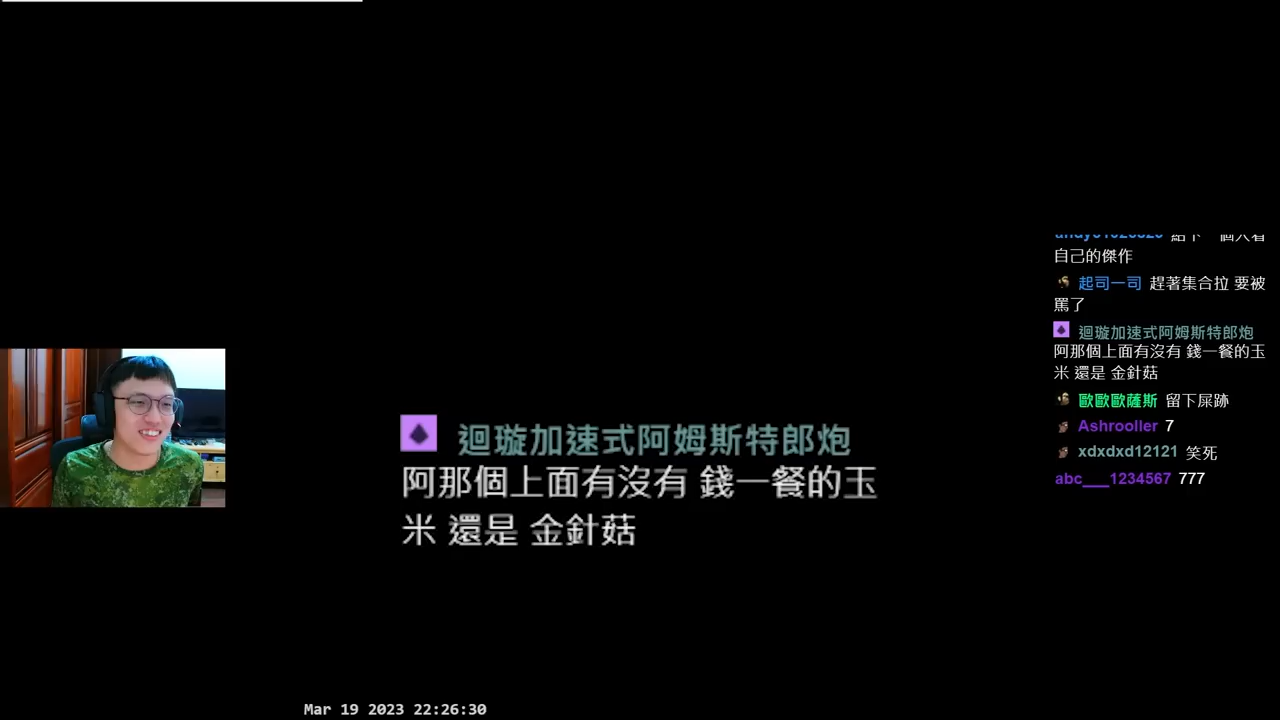 自己的傑作
起司一司 趕著集合拉 要被
罵了
迴璇加速式阿姆斯特郎炮
阿那個上面有沒有 錢一餐的玉
米 還是 金針菇
歐歐歐薩斯 留下屎跡
Ashrooller 7
xdxdxd12121 笑死
abc___1234567 777
迴璇加速式阿姆斯特郎炮
阿那個上面有沒有 錢一餐的玉
米 還是 金針菇
Mar 19 2023 22:26:30